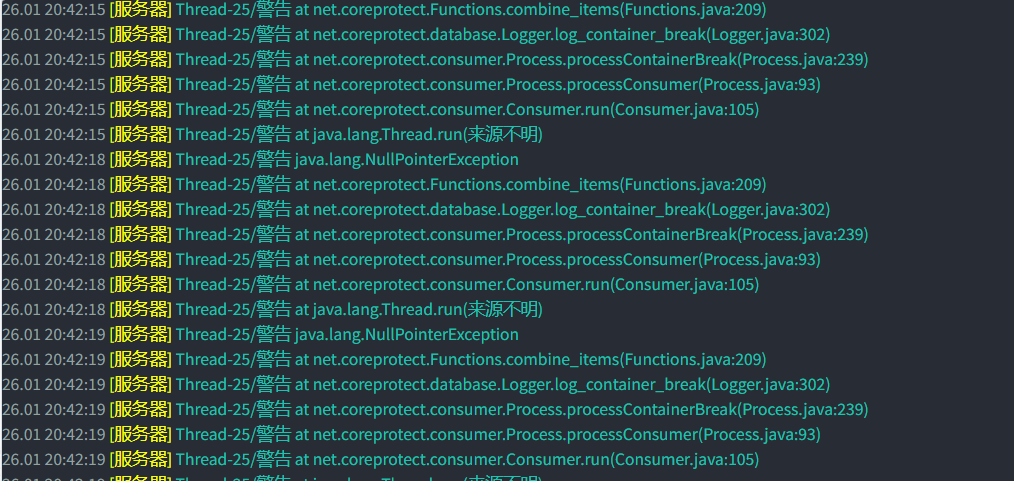 26.01 20:42:15 [服务器] Thread-25/警告 at net.coreprotect.Functions.combine_items(Functions.java:209)
26.01 20:42:15 [服务器] Thread-25/警告 at net.coreprotect.database.Logger.log_container_break(Logger.java:302)
26.01 20:42:15 [服务器] Thread-25/警告 at net.coreprotect.consumer.Process.processContainerBreak(Process.java:239)
26.01 20:42:15 [服务器] Thread-25/警告 at net.coreprotect.consumer.Process.processConsumer(Process.java:93)
26.01 20:42:15 [服务器] Thread-25/警告 at net.coreprotect.consumer.Consumer.run(Consumer.java:105)
26.01 20:42:15 [服务器] Thread-25/警告 at java.lang.Thread.run(来源不明)
26.01 20:42:18 [服务器] Thread-25/警告 java.lang.NullPointerException
26.01 20:42:18 [服务器] Thread-25/警告 at net.coreprotect.Functions.combine_items(Functions.java:209)
26.01 20:42:18 [服务器] Thread-25/警告 at net.coreprotect.database.Logger.log_container_break(Logger.java:302)
26.01 20:42:18 [服务器] Thread-25/警告 at net.coreprotect.consumer.Process.processContainerBreak(Process.java:239)
26.01 20:42:18 [服务器] Thread-25/警告 at net.coreprotect.consumer.Process.processConsumer(Process.java:93)
26.01 20:42:18 [服务器] Thread-25/警告 at net.coreprotect.consumer.Consumer.run(Consumer.java:105)
26.01 20:42:18 [服务器] Thread-25/警告 at java.lang.Thread.run(来源不明)
26.01 20:42:19 [服务器] Thread-25/警告 java.lang.NullPointerException
26.01 20:42:19 [服务器] Thread-25/警告 at net.coreprotect.Functions.combine_items(Functions.java:209)
26.01 20:42:19 [服务器] Thread-25/警告 at net.coreprotect.database.Logger.log_container_break(Logger.java:302)
26.01 20:42:19 [服务器] Thread-25/警告 at net.coreprotect.consumer.Process.processContainerBreak(Process.java:239)
26.01 20:42:19 [服务器] Thread-25/警告 at net.coreprotect.consumer.Process.processConsumer(Process.java:93)
26.01 20:42:19 [服务器] Thread-25/警告 at net.coreprotect.consumer.Consumer.run(Consumer.java:105)